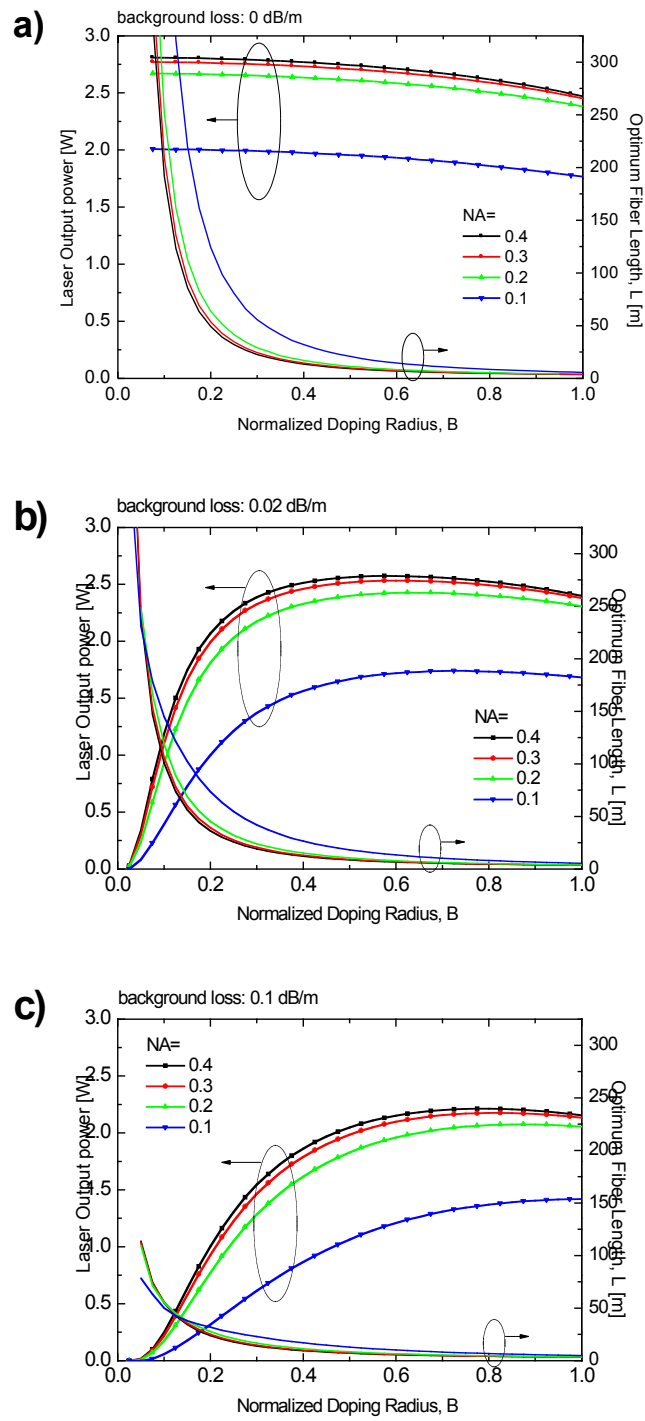 a)
background loss: 0 dB/m
Laser Output power [W]
3.0
2.5
2.0
1.5
1.0
0.5
0.0
300
250
200
150
100
50
0
Optimum Fiber Length, L [m]
NA=
0.4
0.3
0.2
0.1
0.0 0.2 0.4 0.6 0.8 1.0
Normalized Doping Radius, B
b)
background loss: 0.02 dB/m
Laser Output power [W]
3.0
2.5
2.0
1.5
1.0
0.5
0.0
300
250
200
150
100
50
0
Optimum Fiber Length, L [m]
NA=
0.4
0.3
0.2
0.1
0.0 0.2 0.4 0.6 0.8 1.0
Normalized Doping Radius, B
c)
background loss: 0.1 dB/m
Laser Output power [W]
3.0
2.5
2.0
1.5
1.0
0.5
0.0
NA=
0.4
0.3
0.2
0.1
300
250
200
150
100
50
0
Optimum Fiber Length, L [m]
0.0 0.2 0.4 0.6 0.8 1.0
Normalized Doping Radius, B